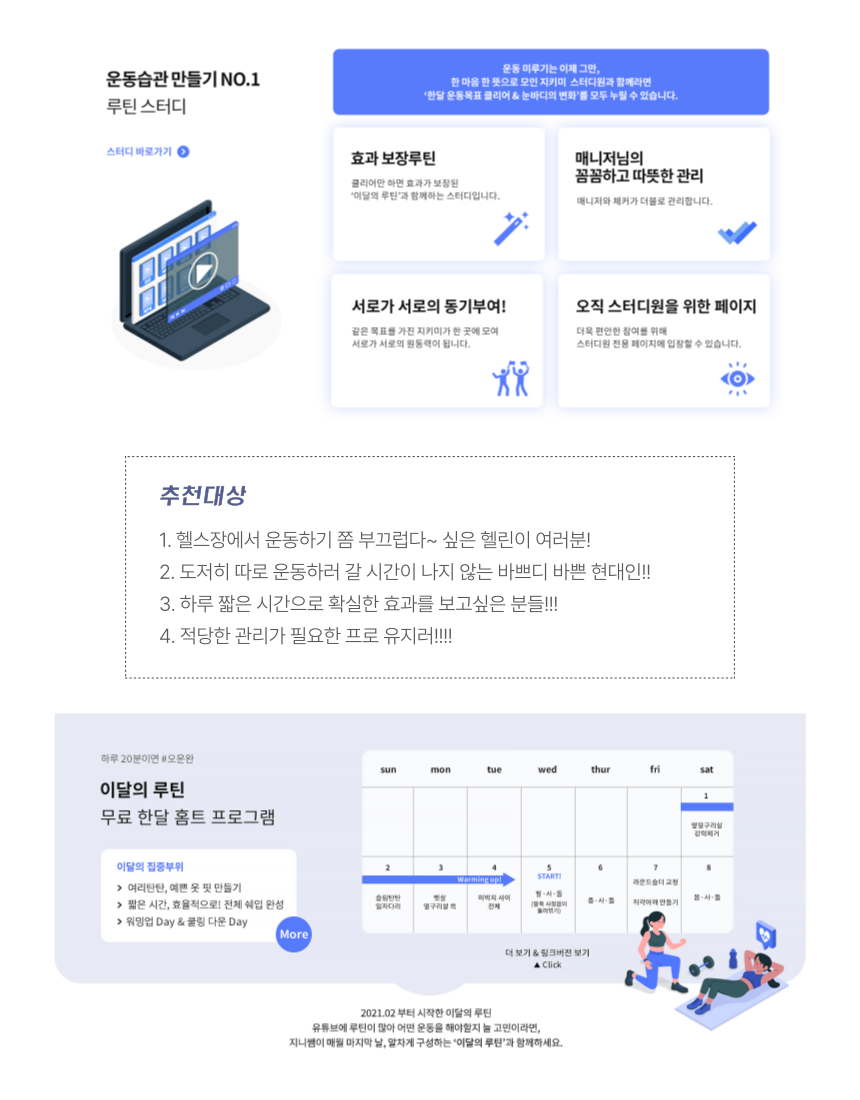 운동습관 만들기 NO.1
루틴 스터디
스터디 바로가기
운동 미루기는 이제 그만,
한 마음 한 뜻으로 모인 지키미 스터디원과 함께라면
'한달 운동목표 클리어 & 눈바디의 변화'를 모두 누릴 수 있습니다.
효과 보장루틴
클리어만 하면 효과가 보장된
'이달의 루틴'과 함께하는 스터디입니다.
매니저님의
꼼꼼하고 따뜻한 관리
매니저와 체커가 더블로 관리합니다.
서로가 서로의 동기부여!
같은 목표를 가진 지키미가 한 곳에 모여
서로가 서로의 원동력이 됩니다.
오직 스터디원을 위한 페이지
더욱 편안한 참여를 위해
스터디원 전용 페이지에 입장할 수 있습니다.
추천대상
1. 헬스장에서 운동하기 쫌 부끄럽다~ 싶은 헬린이 여러분!
2. 도저히 따로 운동하러 갈 시간이 나지 않는 바쁘디 바쁜 현대인!!
3. 하루 짧은 시간으로 확실한 효과를 보고싶은 분들!!!
4. 적당한 관리가 필요한 프로 유지러!!!!
하루 20분이면 #오운완
이달의 루틴
무료 한달 홈트 프로그램
이달의 집중부위
여리탄탄, 예쁜 옷 핏 만들기
짧은 시간, 효율적으로! 전체 쉐입 완성
워밍업 Day & 쿨링 다운 Day
More
sun mon tue wed thur fri sat
1
옆옆구리살
강력제거
2 3 4 5 6 7 8
Warming up! START!
슬림탄탄
일자다리
뱃살
옆구리살 쏙
허벅지 사이
전체
팔·시·돌
(팔뚝 사정없이
돌려깎기)
라운드숄더 교정
직각어깨 만들기
더 보기 & 링크버전 보기
▲ Click
2021.02 부터 시작한 이달의 루틴
유튜브에 루틴이 많아 어떤 운동을 해야할지 늘 고민이라면,
지니쌤이 매월 마지막 날, 알차게 구성하는 '이달의 루틴'과 함께하세요.